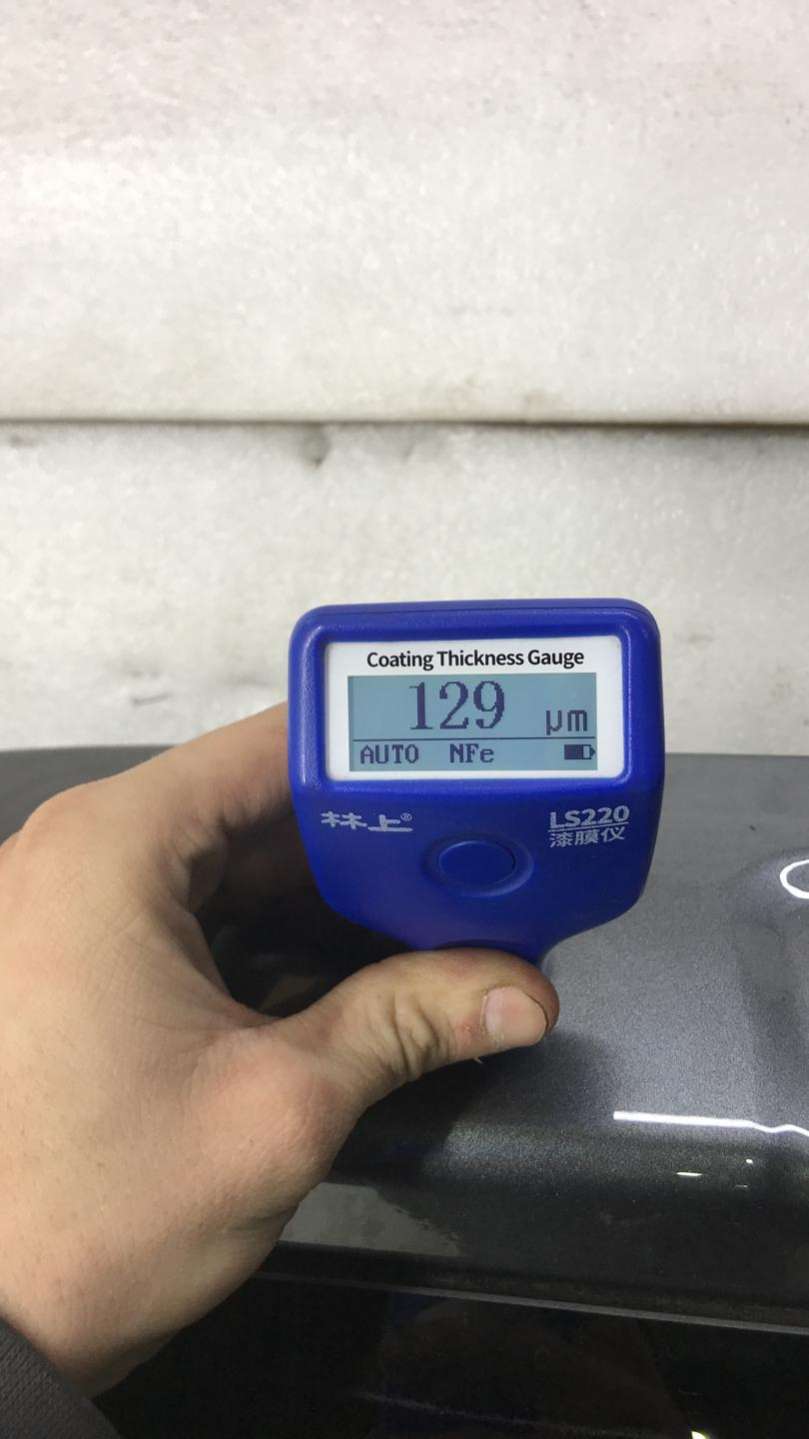 Coating Thickness Gauge
129 µm
AUTO NFe
林上®
LS220
漆膜仪